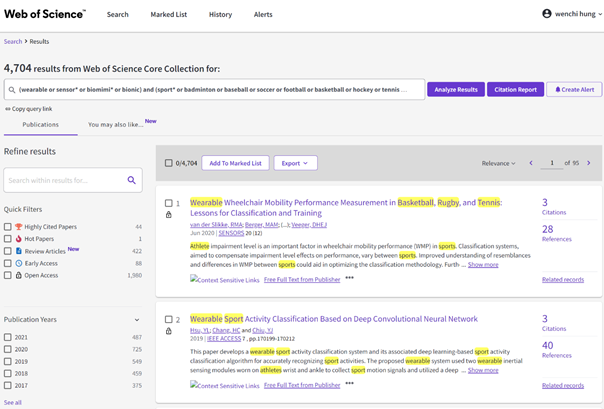 Web of Science™
Search
Marked List
History
Alerts
wenchi hung
Search > Results
4,704 results from Web of Science Core Collection for:
(wearable or sensor* or biomimi* or bionic) and (sport* or badminton or baseball or soccer or football or basketball or hockey or tennis ...
Analyze Results
Citation Report
Create Alert
Copy query link
Publications
You may also like...
New
Refine results
0/4,704
Add To Marked List
Export
Relevance
1
of 95
Search within results for...
Quick Filters
Highly Cited Papers 44
Hot Papers 1
Review Articles New 422
Early Access 88
Open Access 1,980
Publication Years
2021 487
2020 725
2019 549
2018 459
2017 375
See all
1
Wearable Wheelchair Mobility Performance Measurement in Basketball, Rugby, and Tennis:
Lessons for Classification and Training
van der Slikke, RMA; Berger, MAM; (...); Veeger, DHEJ
Jun 2020 | SENSORS 20 (12)
Athlete impairment level is an important factor in wheelchair mobility performance (WMP) in sports. Classification systems,
aimed to compensate impairment level effects on performance, vary between sports. Improved understanding of resemblances
and differences in WMP between sports could aid in optimizing the classification methodology. Furth ... Show more
Context Sensitive Links
Free Full Text from Publisher
•••
3
Citations
28
References
Related records
2
Wearable Sport Activity Classification Based on Deep Convolutional Neural Network
Hsu, YL; Chang, HC and Chiu, YJ
2019 | IEEE ACCESS 7 , pp.170199-170212
This paper develops a wearable sport activity classification system and its associated deep learning-based sport activity
classification algorithm for accurately recognizing sport activities. The proposed wearable system used two wearable inertial
sensing modules worn on athletes wrist and ankle to collect sport motion signals and utilized a deep ... Show more
Context Sensitive Links
Free Full Text from Publisher
•••
3
Citations
40
References
Related records